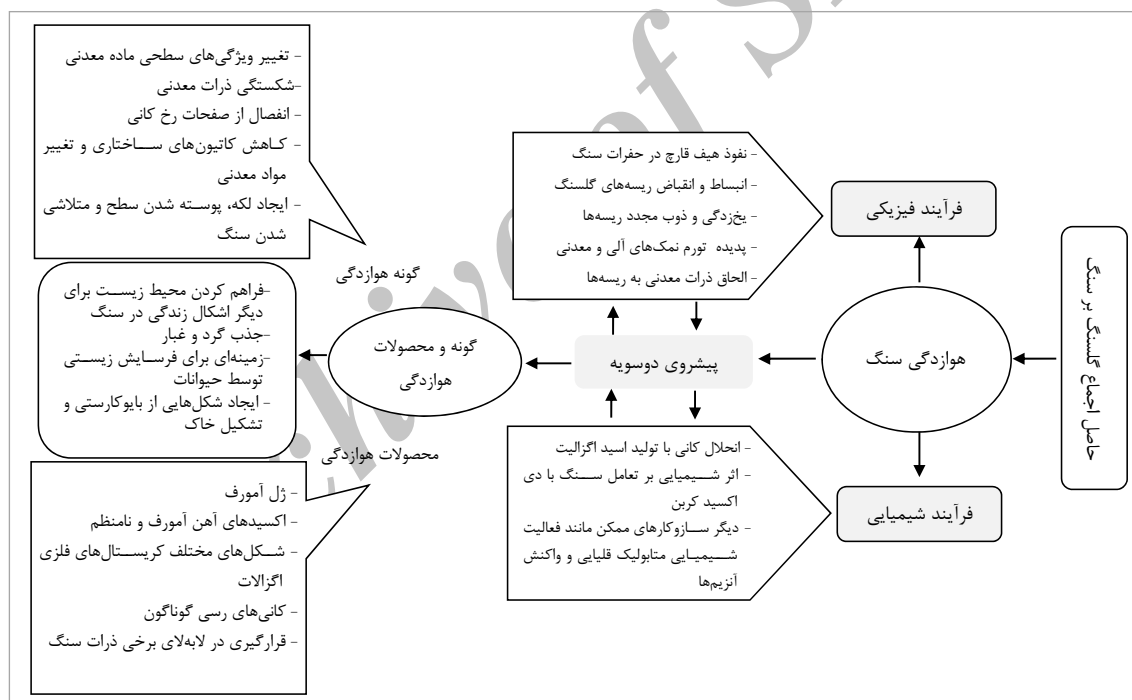 حاصل اجماع گلسنگ بر سنگ
هوازدگی سنگ
فرآیند فیزیکی
- نفوذ هیف قارچ در حفرات سنگ
- انبساط و انقباض ریسه‌های گلسنگ
- یخ‌زدگی و ذوب مجدد ریسه‌ها
- پدیده تورم نمک‌های آلی و معدنی
- الحاق ذرات معدنی به ریسه‌ها
پیشروی دوسویه
فرآیند شیمیایی
- انحلال کانی با تولید اسید اگزالیت
- اثر شیمیایی بر تعامل سنگ با دی
اکسید کربن
- دیگر سازوکارهای ممکن مانند فعالیت
شیمیایی متابولیک قلیایی و واکنش
آنزیم‌ها
گونه و محصولات
هوازدگی
گونه هوازدگی
- تغییر ویژگی‌های سطحی ماده معدنی
-شکستگی ذرات معدنی
- انفصال از صفحات رخ کانی
- کاهش کاتیون‌های ساختاری و تغییر
مواد معدنی
- ایجاد لکه، پوسته شدن سطح و متلاشی
شدن سنگ
-فراهم کردن محیط زیست برای
دیگر اشکال زندگی در سنگ
-جذب گرد و غبار
-زمینه‌ای برای فرسایش زیستی
توسط حیوانات
- ایجاد شکل‌هایی از بایوکارستی و
تشکیل خاک
محصولات هوازدگی
- ژل آمورف
- اکسیدهای آهن آمورف و نامنظم
- شکل‌های مختلف کریستال‌های فلزی
اگزالات
- کانی‌های رسی گوناگون
- قرارگیری در لابه‌لای برخی ذرات سنگ